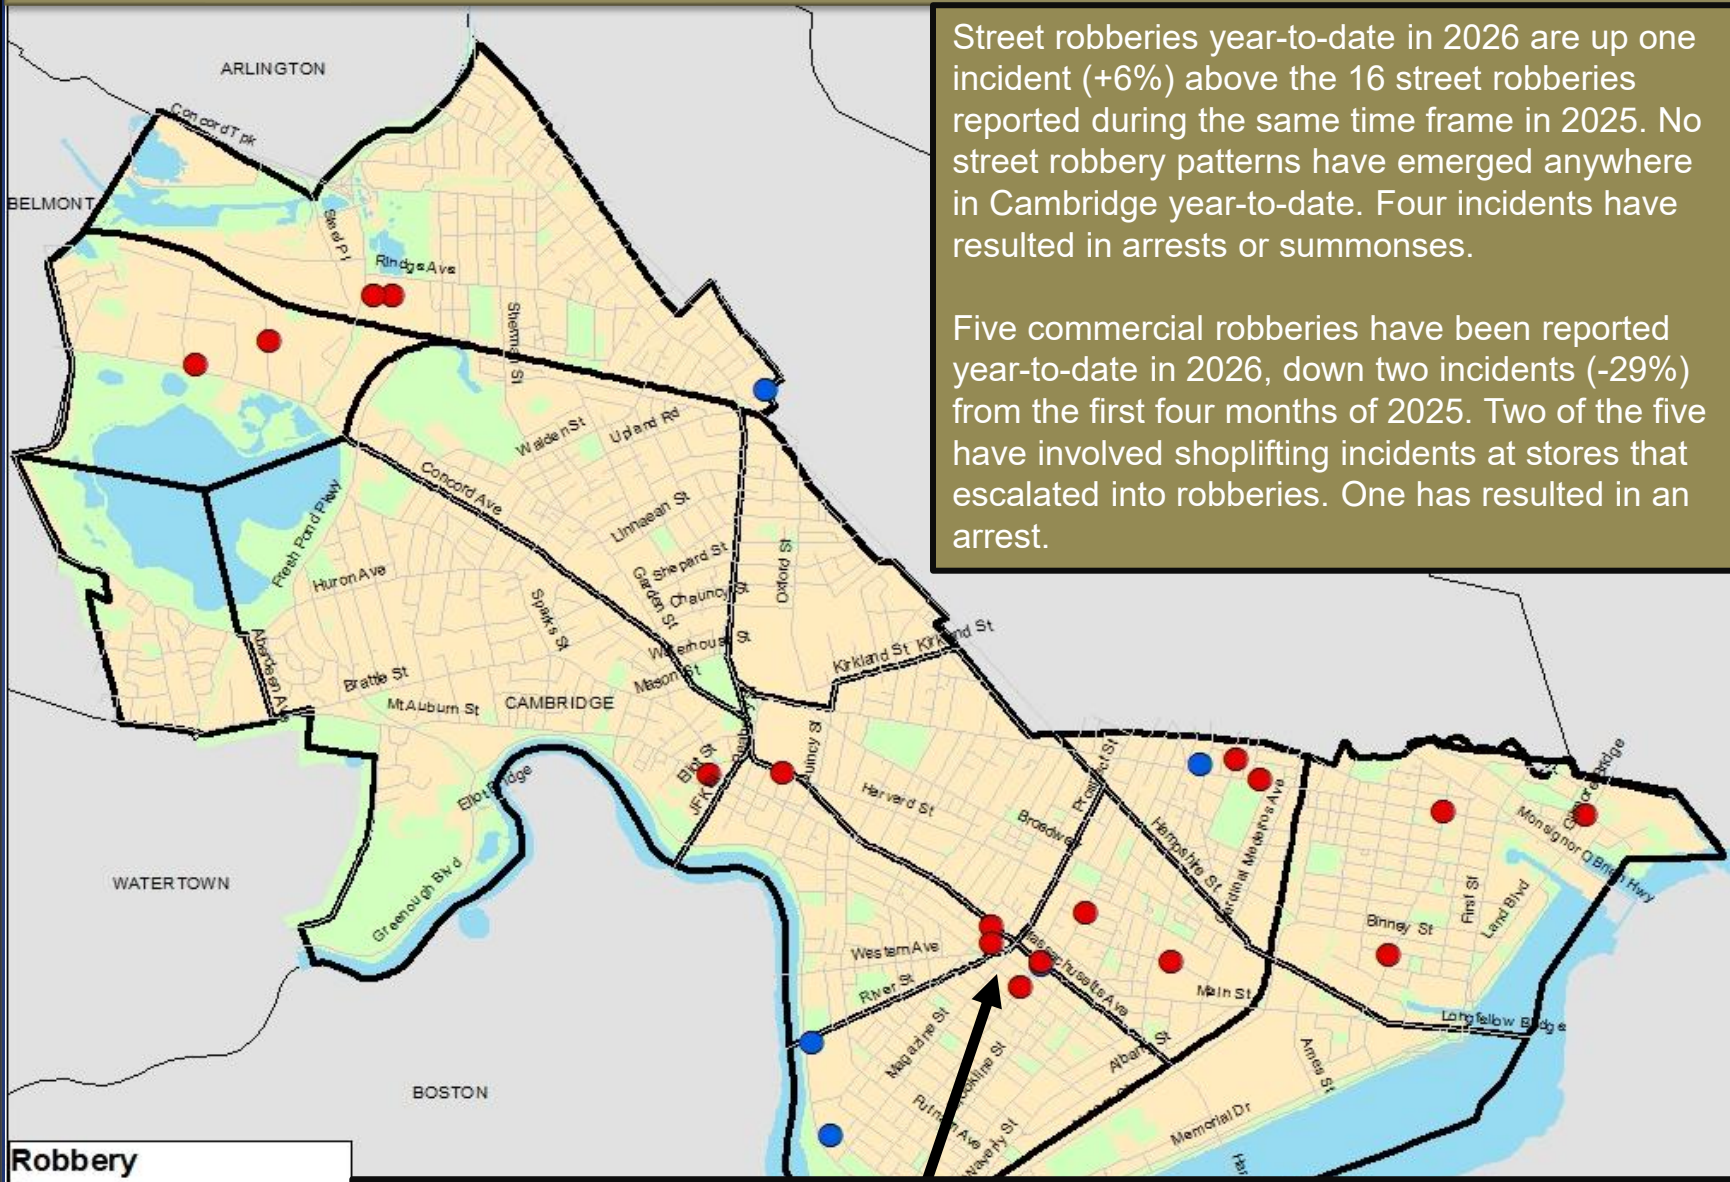 Street robberies year-to-date in 2026 are up one
incident (+6%) above the 16 street robberies
reported during the same time frame in 2025. No
street robbery patterns have emerged anywhere
in Cambridge year-to-date. Four incidents have
resulted in arrests or summonses.
Five commercial robberies have been reported
year-to-date in 2026, down two incidents (-29%)
from the first four months of 2025. Two of the five
have involved shoplifting incidents at stores that
escalated into robberies. One has resulted in an
arrest.
ARLINGTON
Concord Tpk
BELMONT
Steel Pl
Rindge Ave
Sherman St
Walden St
Upland Rd
Concord Ave
Fresh Pond Pkwy
Linnaean St
Shepard St
Garden St
Chauncy St
Oxford St
Huron Ave
Sparks St
Waterhouse St
Kirkland St
Kirkland St
Aberdeen Ave
Brattle St
Mason St
Mt Auburn St
CAMBRIDGE
Quincy St
Eliot St
JFK
Eliot Bridge
Harvard St
Prospect St
Broadway
Hampshire St
Cardinal Medeiros Ave
Monsignor O Brien Hwy
WATERTOWN
Greenough Blvd
First St
Land Blvd
Binney St
Western Ave
River St
Massachusetts Ave
Main St
Longfellow Bridge
Magazine St
Albany St
Ames St
BOSTON
Putnam Ave
Waverly St
Memorial Dr
Robbery